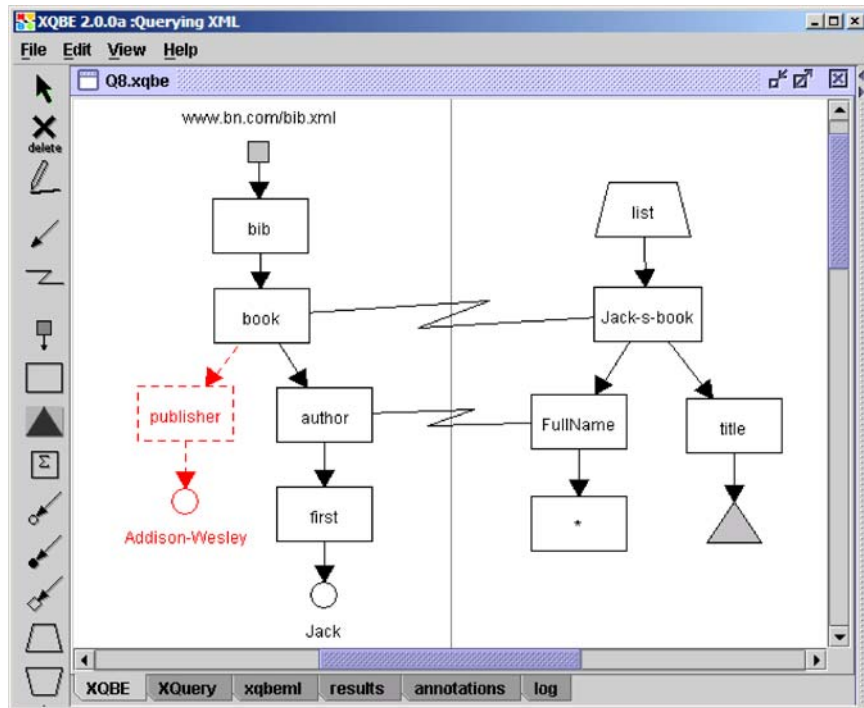 XQBE 2.0.0a :Querying XML
File Edit View Help
Q8.xqbe
delete
Σ
www.bn.com/bib.xml
bib
book
publisher
Addison-Wesley
author
first
Jack
list
Jack-s-book
FullName
title
*
XQBE XQuery xqbeml results annotations log